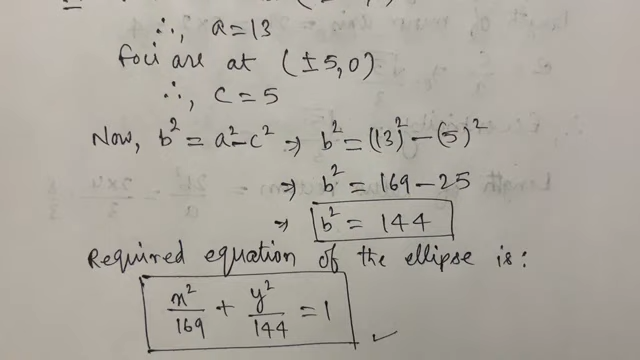 ∴, a = 13
foci are at (±5, 0)
∴, c = 5
Now, b² = a² - c² ⇒ b² = (13)² - (5)²
⇒ b² = 169 - 25
⇒ b² = 144
Required equation of the ellipse is:
x²/169 + y²/144 = 1 ✓